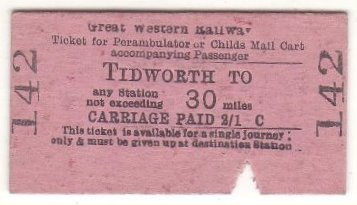 Great Western Railway
Ticket for Perambulator or Childs Mail Cart
accompanying Passenger
TIDWORTH TO
any Station
not exceeding 30 miles
CARRIAGE PAID 2/1 C
This ticket is available for a single journey;
only & must be given up at destination Station
142
142